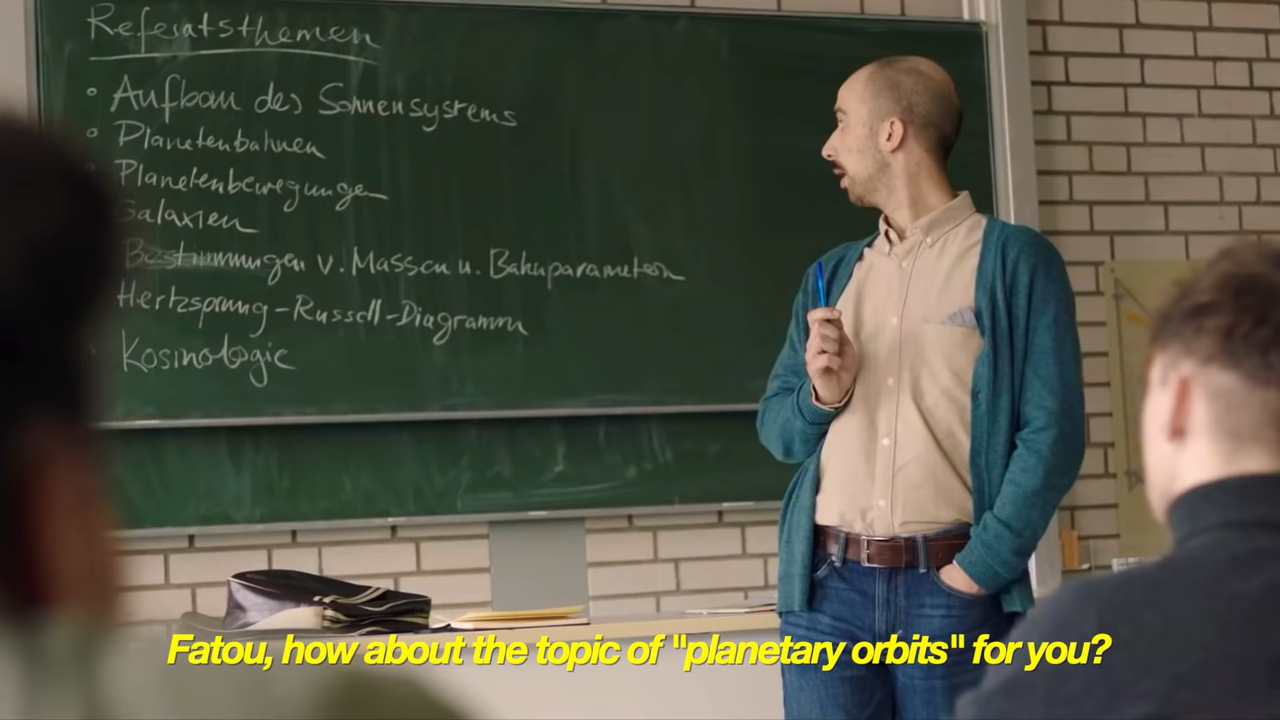 Referatsthemen
• Aufbau des Sonnensystems
• Planetenbahnen
• Planetenbewegungen
Galaxien
Bestimmungen v. Massen u. Bahnparametern
Hertzsprung-Russell-Diagramm
• Kosmologie
Fatou, how about the topic of "planetary orbits" for you?